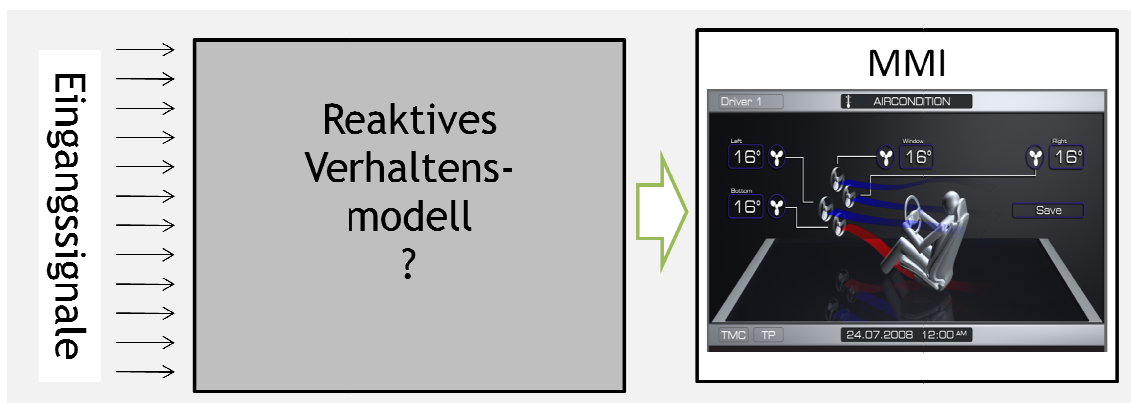 Eingangssignale
Reaktives
Verhaltens-
modell
?
MMI
Driver 1
AIRCONDITION
Left
16°
Window
16°
Right
16°
Bottom
16°
Save
TMC
TP
24.07.2008 12:00 AM